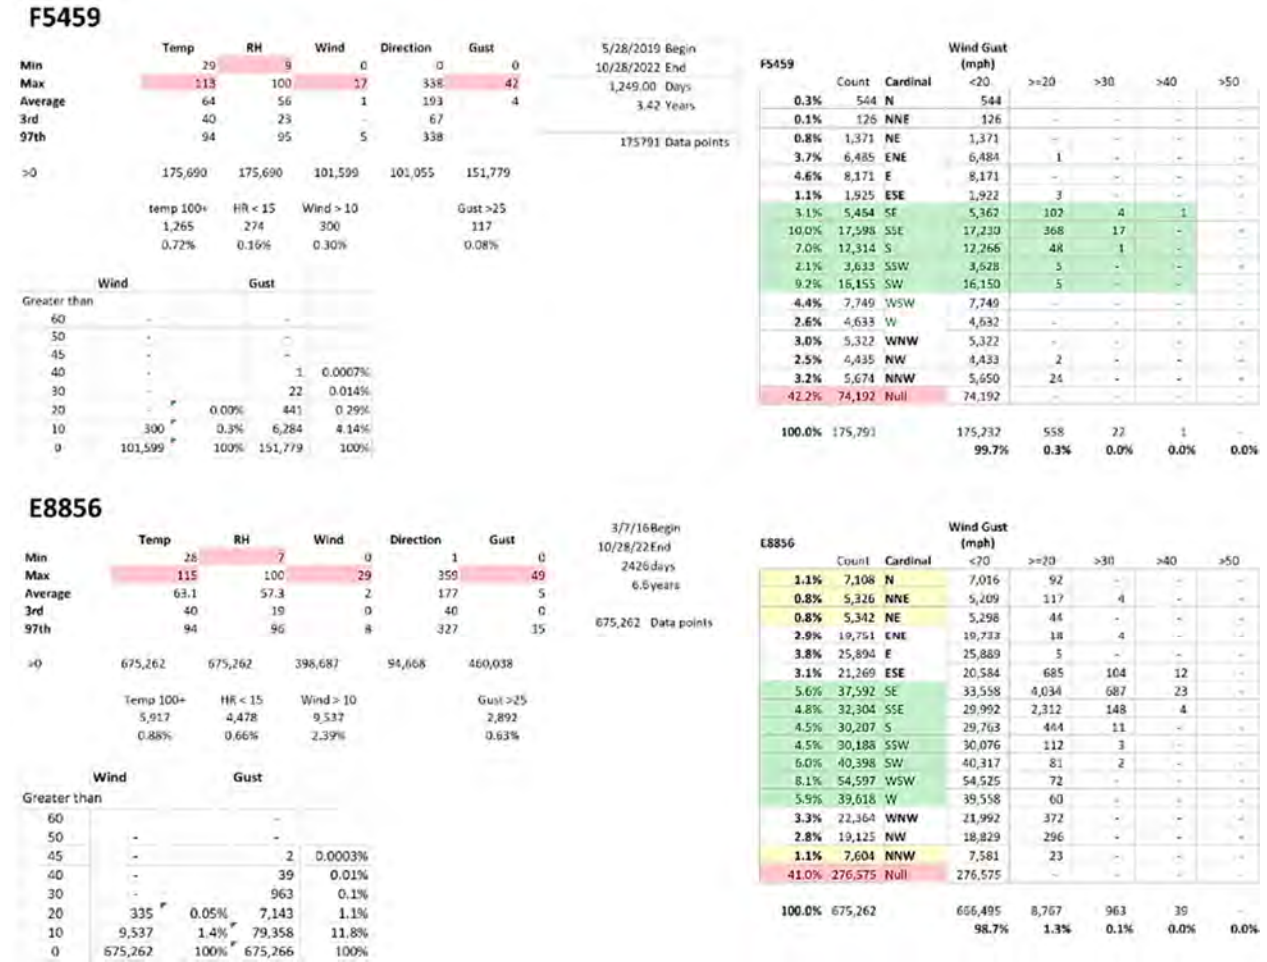 F5459
Temp RH Wind Direction Gust
Min 29 9 0 0 0
Max 113 100 17 338 42
Average 64 56 1 193 4
3rd 40 23 - 67
97th 94 95 5 338
>0 175,690 175,690 101,599 101,055 151,779
temp 100+ HR < 15 Wind > 10 Gust >25
1,265 274 300 117
0.72% 0.16% 0.30% 0.08%
Wind Gust
Greater than
60 - -
50 - -
45 - -
40 - 1 0.0007%
30 - 22 0.014%
20 - 0.00% 441 0.29%
10 300 0.3% 6,284 4.14%
0 101,599 100% 151,779 100%
5/28/2019 Begin
10/28/2022 End
1,249.00 Days
3.42 Years
175791 Data points
Wind Gust
F5459 (mph)
Count Cardinal <20 >=20 >30 >40 >50
0.3% 544 N 544 - - - -
0.1% 126 NNE 126 - - - -
0.8% 1,371 NE 1,371 - - - -
3.7% 6,485 ENE 6,484 1 - - -
4.6% 8,171 E 8,171 - - - -
1.1% 1,925 ESE 1,922 3 - - -
3.1% 5,464 SE 5,362 102 4 1 -
10.0% 17,598 SSE 17,230 368 17 - -
7.0% 12,314 S 12,266 48 1 - -
2.1% 3,633 SSW 3,628 5 - - -
9.2% 16,155 SW 16,150 5 - - -
4.4% 7,749 WSW 7,749 - - - -
2.6% 4,633 W 4,632 - - - -
3.0% 5,322 WNW 5,322 - - - -
2.5% 4,435 NW 4,433 2 - - -
3.2% 5,674 NNW 5,650 24 - - -
42.2% 74,192 Null 74,192 - - - -
100.0% 175,791 175,232 558 22 1 -
99.7% 0.3% 0.0% 0.0% 0.0%
E8856
Temp RH Wind Direction Gust
Min 28 7 0 1 0
Max 115 100 29 359 49
Average 63.1 57.3 2 177 5
3rd 40 19 0 40 0
97th 94 96 8 327 15
>0 675,262 675,262 398,687 94,668 460,038
Temp 100+ HR < 15 Wind > 10 Gust >25
5,917 4,478 9,537 2,892
0.88% 0.66% 2.39% 0.63%
Wind Gust
Greater than
60 -
50 - -
45 - 2 0.0003%
40 - 39 0.01%
30 - 963 0.1%
20 335 0.05% 7,143 1.1%
10 9,537 1.4% 79,358 11.8%
0 675,262 100% 675,266 100%
3/7/16 Begin
10/28/22 End
2426 days
6.6 years
675,262 Data points
Wind Gust
E8856 (mph)
Count Cardinal <20 >=20 >30 >40 >50
1.1% 7,108 N 7,016 92 - - -
0.8% 5,326 NNE 5,209 117 4 - -
0.8% 5,342 NE 5,298 44 - - -
2.9% 19,751 ENE 19,733 18 4 - -
3.8% 25,894 E 25,889 5 - - -
3.1% 21,269 ESE 20,584 685 104 12 -
5.6% 37,592 SE 33,558 4,034 687 23 -
4.8% 32,304 SSE 29,992 2,312 148 4 -
4.5% 30,207 S 29,763 444 11 - -
4.5% 30,188 SSW 30,076 112 3 - -
6.0% 40,398 SW 40,317 81 2 - -
8.1% 54,597 WSW 54,525 72 - - -
5.9% 39,618 W 39,558 60 - - -
3.3% 22,364 WNW 21,992 372 - - -
2.8% 19,125 NW 18,829 296 - - -
1.1% 7,604 NNW 7,581 23 - - -
41.0% 276,575 Null 276,575 - - - -
100.0% 675,262 666,495 8,767 963 39 -
98.7% 1.3% 0.1% 0.0% 0.0%